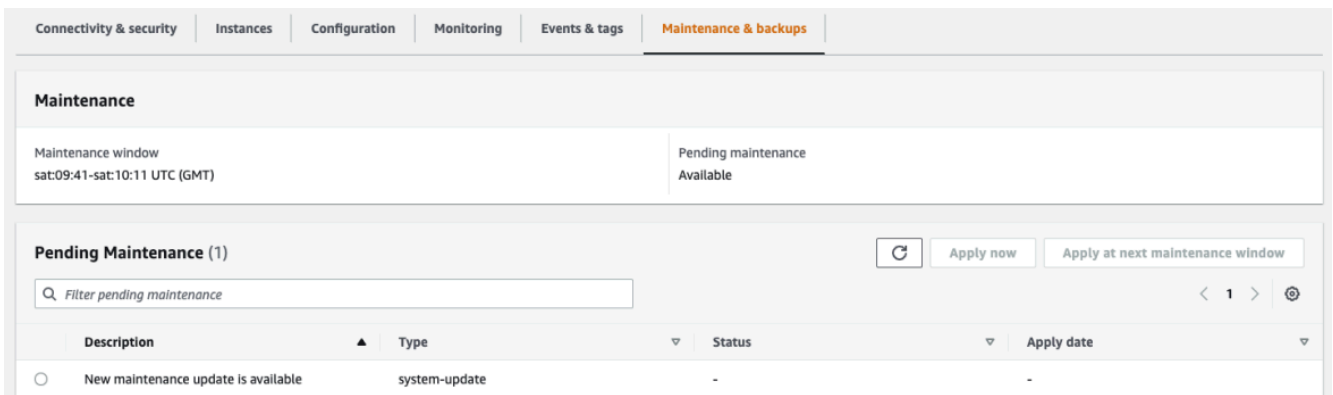 Connectivity & security Instances Configuration Monitoring Events & tags Maintenance & backups
Maintenance
Maintenance window Pending maintenance
sat:09:41-sat:10:11 UTC (GMT) Available
Pending Maintenance (1) Apply now Apply at next maintenance window
Filter pending maintenance 1
Description Type Status Apply date
New maintenance update is available system-update - -